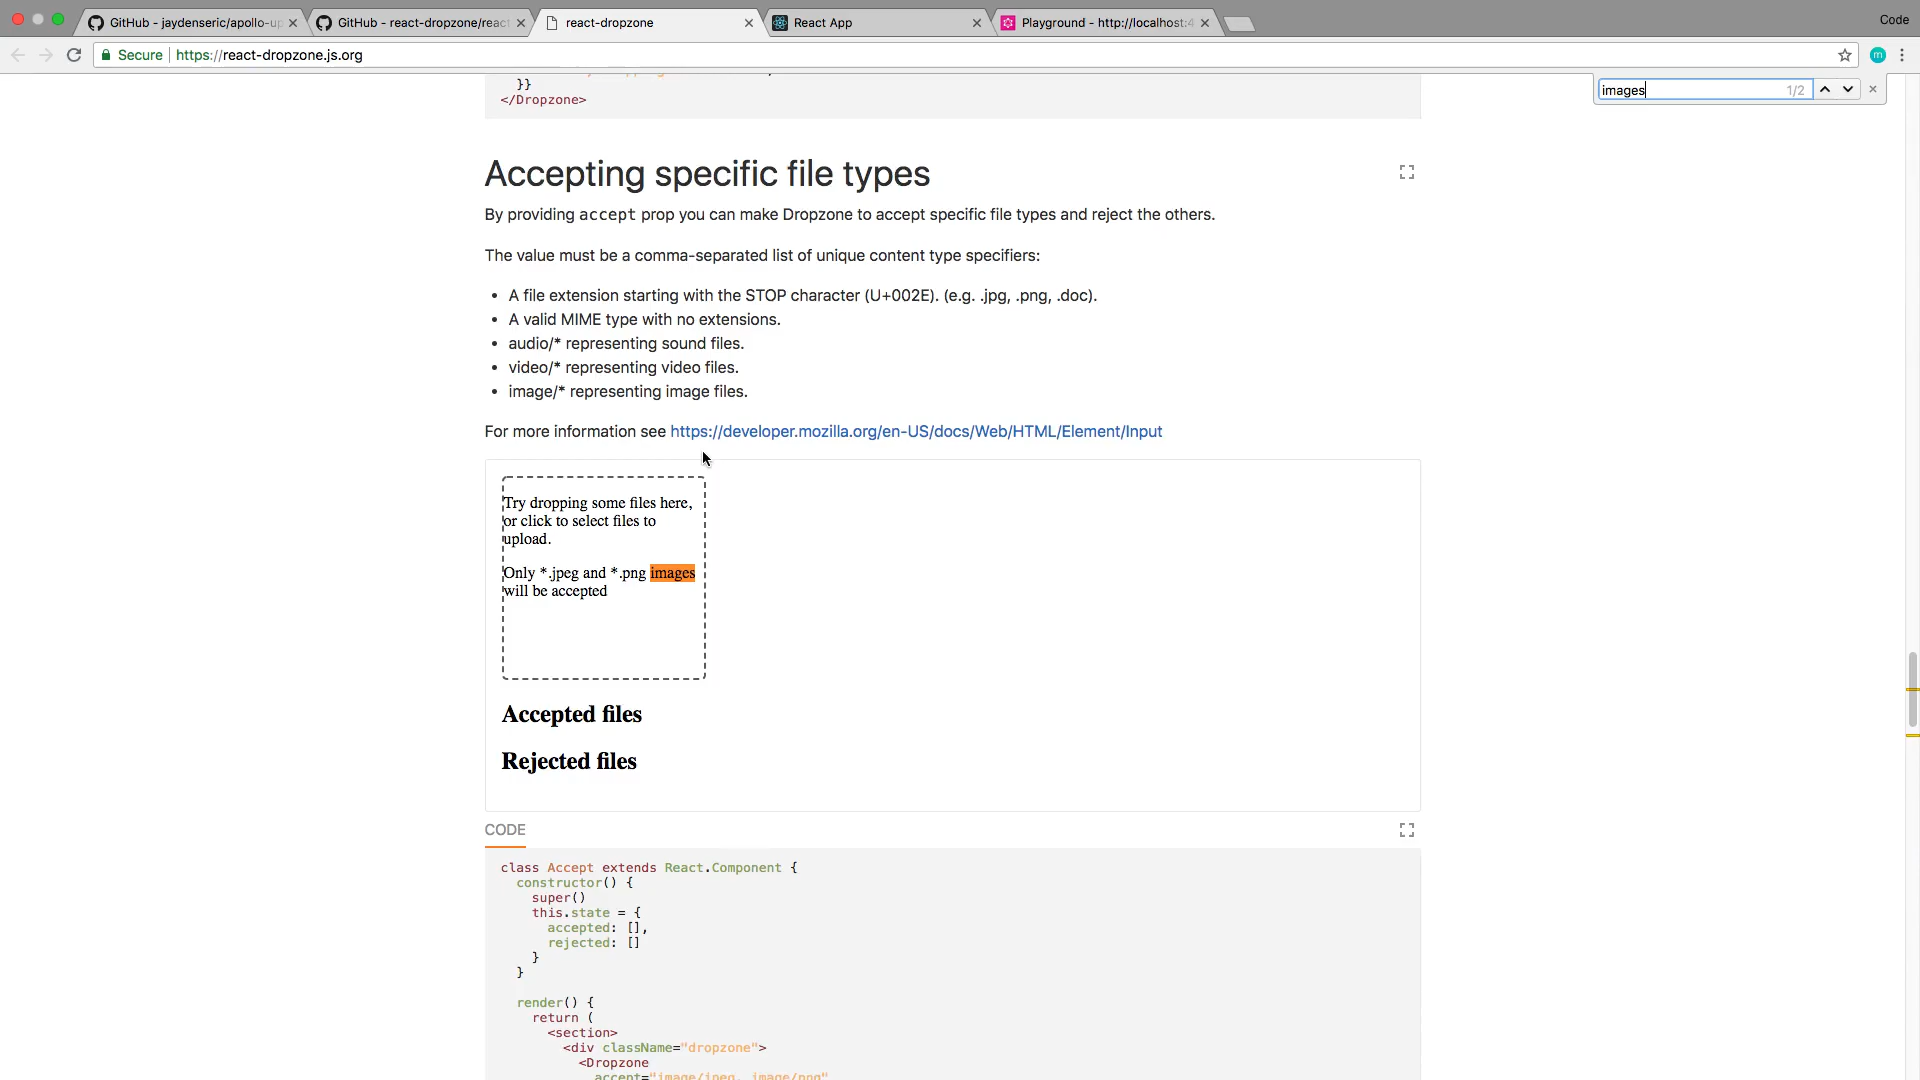 GitHub - jaydenseric/apollo-up
GitHub - react-dropzone/react
react-dropzone
React App
Playground - http://localhost:4
Code
Secure
https://react-dropzone.js.org
images
1/2
}}
</Dropzone>
Accepting specific file types
By providing accept prop you can make Dropzone to accept specific file types and reject the others.
The value must be a comma-separated list of unique content type specifiers:
• A file extension starting with the STOP character (U+002E). (e.g. .jpg, .png, .doc).
• A valid MIME type with no extensions.
• audio/* representing sound files.
• video/* representing video files.
• image/* representing image files.
For more information see https://developer.mozilla.org/en-US/docs/Web/HTML/Element/Input
Try dropping some files here,
or click to select files to
upload.
Only *.jpeg and *.png images
will be accepted
Accepted files
Rejected files
CODE
class Accept extends React.Component {
constructor() {
super()
this.state = {
accepted: [],
rejected: []
}
}
render() {
return (
<section>
<div className="dropzone">
<Dropzone
accept="image/jpeg, image/png"